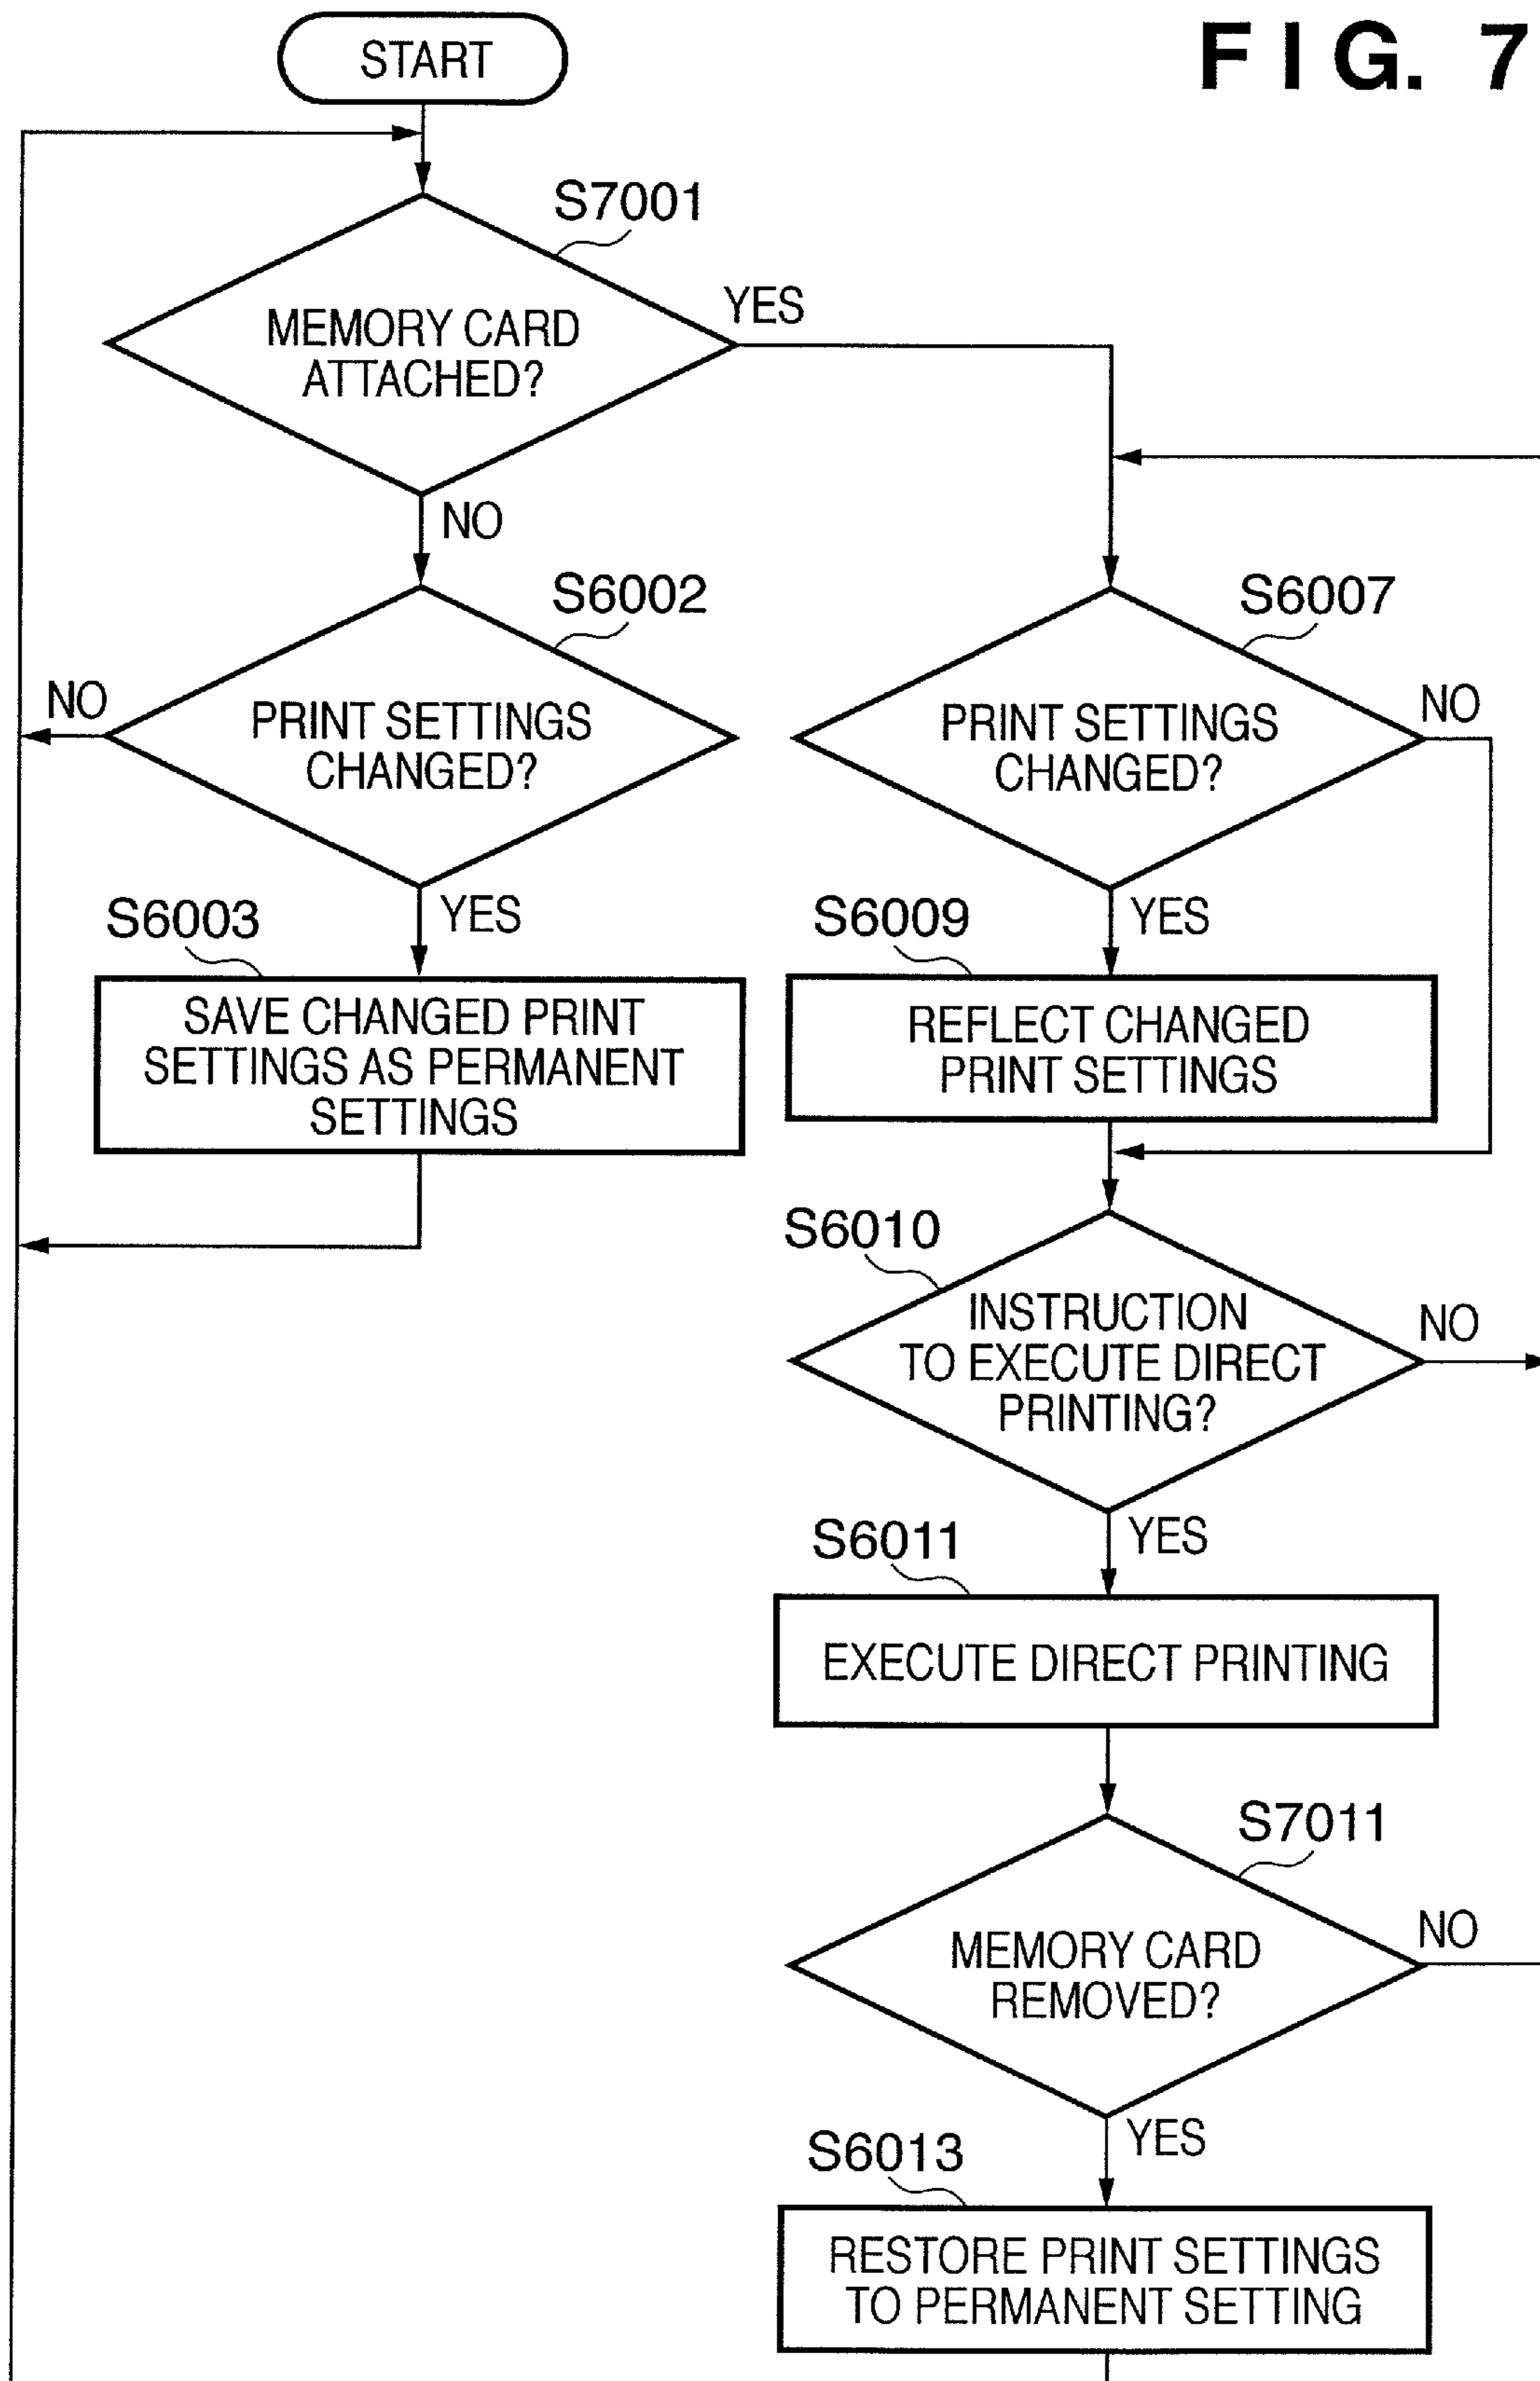 FIG. 7
START
S7001
MEMORY CARD
ATTACHED?
YES
NO
S6002
PRINT SETTINGS
CHANGED?
NO
YES
S6003
SAVE CHANGED PRINT
SETTINGS AS PERMANENT
SETTINGS
S6007
PRINT SETTINGS
CHANGED?
NO
YES
S6009
REFLECT CHANGED
PRINT SETTINGS
S6010
INSTRUCTION
TO EXECUTE DIRECT
PRINTING?
NO
YES
S6011
EXECUTE DIRECT PRINTING
S7011
MEMORY CARD
REMOVED?
NO
YES
S6013
RESTORE PRINT SETTINGS
TO PERMANENT SETTING